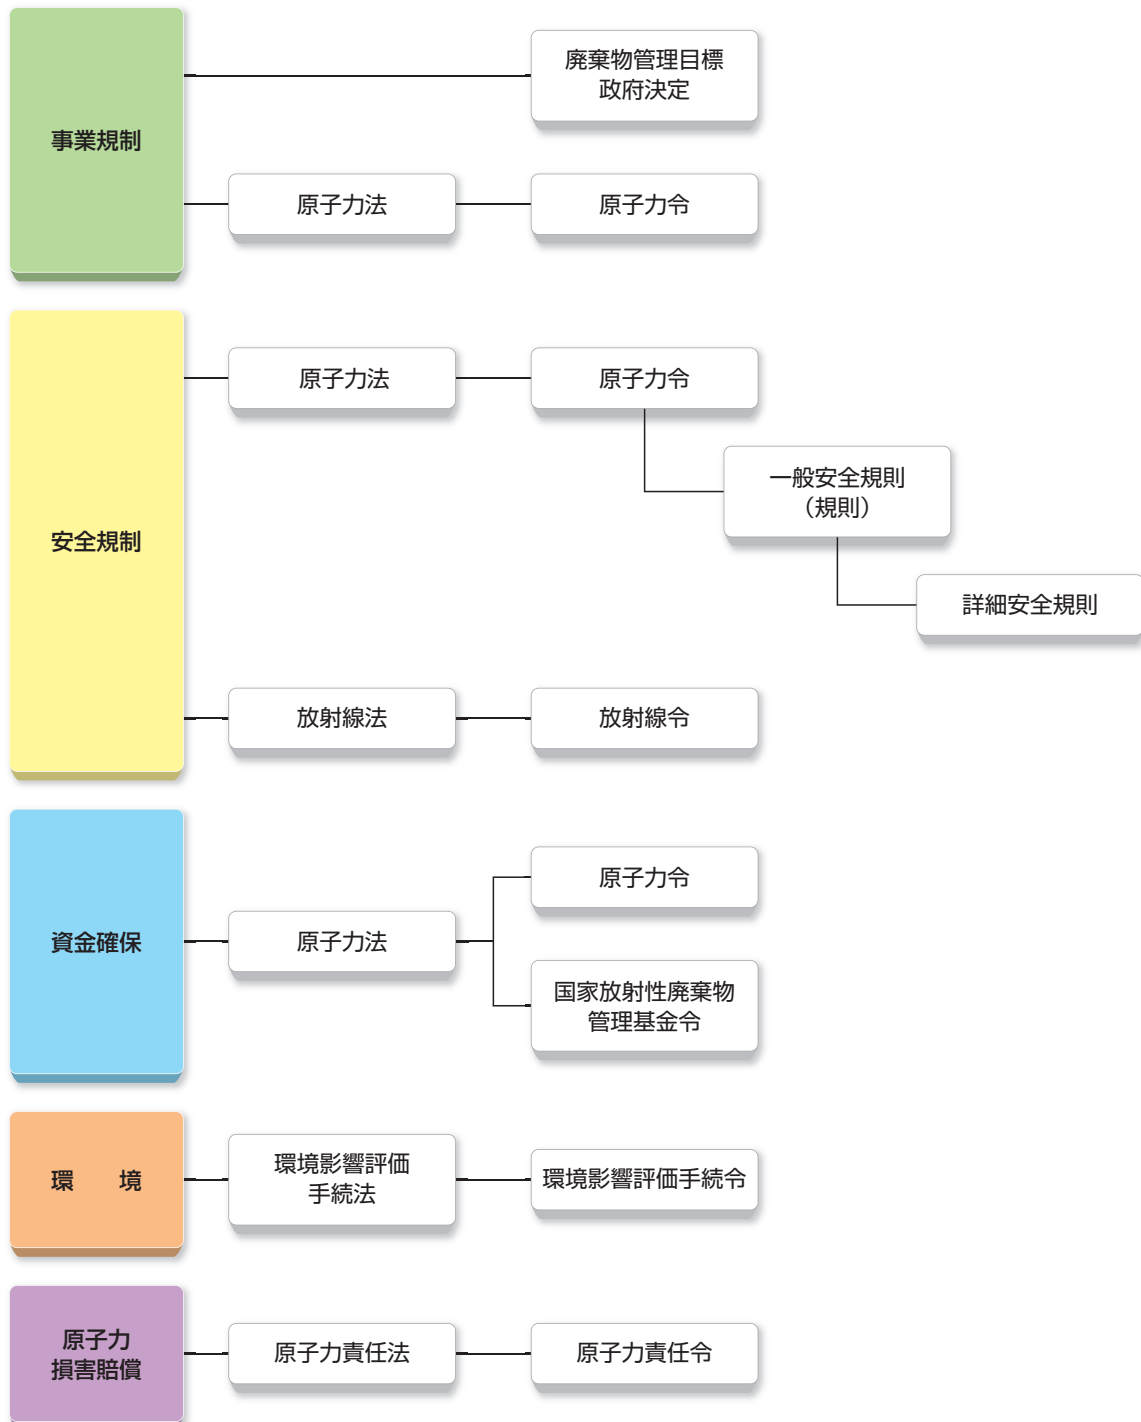 事業規制
廃棄物管理目標
政府決定
原子力法
原子力令
安全規制
原子力法
原子力令
一般安全規則
（規則）
詳細安全規則
放射線法
放射線令
資金確保
原子力法
原子力令
国家放射性廃棄物
管理基金令
環　　境
環境影響評価
手続法
環境影響評価手続令
原子力
損害賠償
原子力責任法
原子力責任令